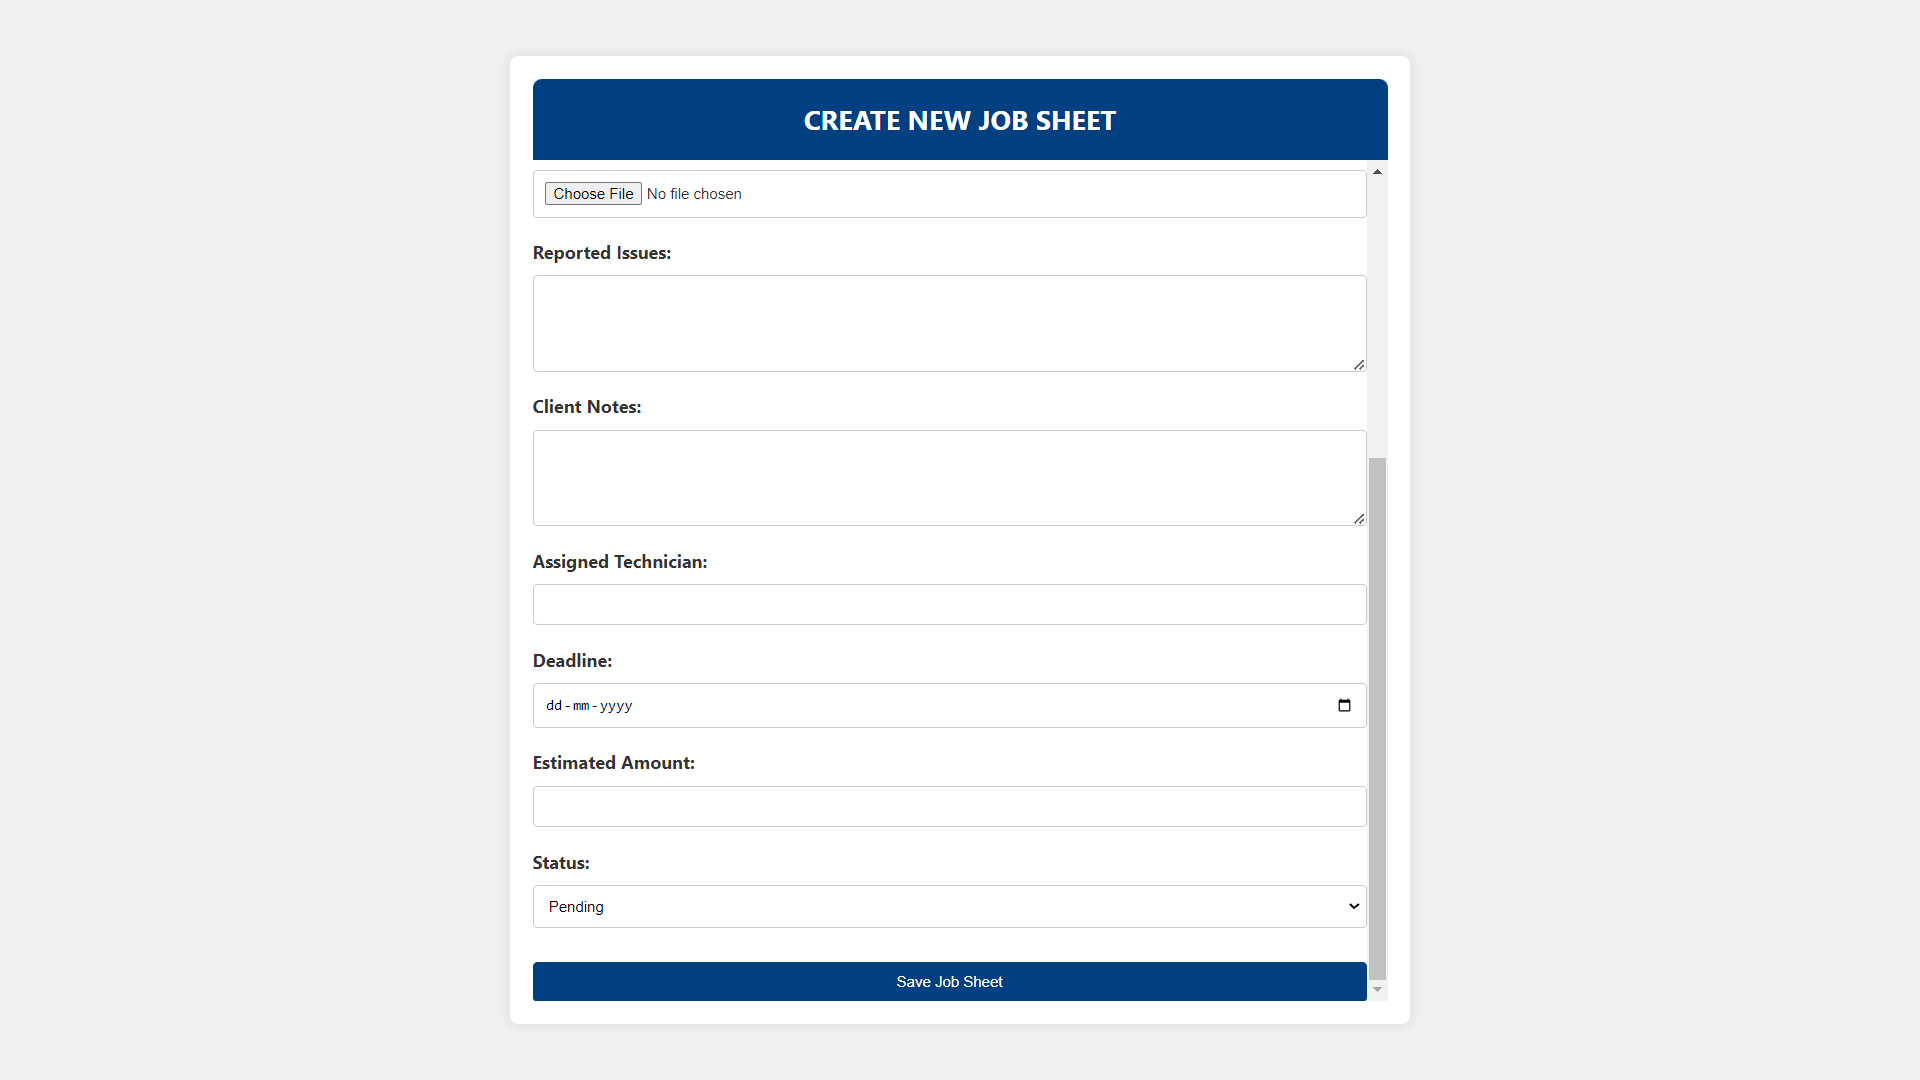 CREATE NEW JOB SHEET
Choose File No file chosen
Reported Issues:
Client Notes:
Assigned Technician:
Deadline:
dd-mm-yyyy
Estimated Amount:
Status:
Pending
Save Job Sheet